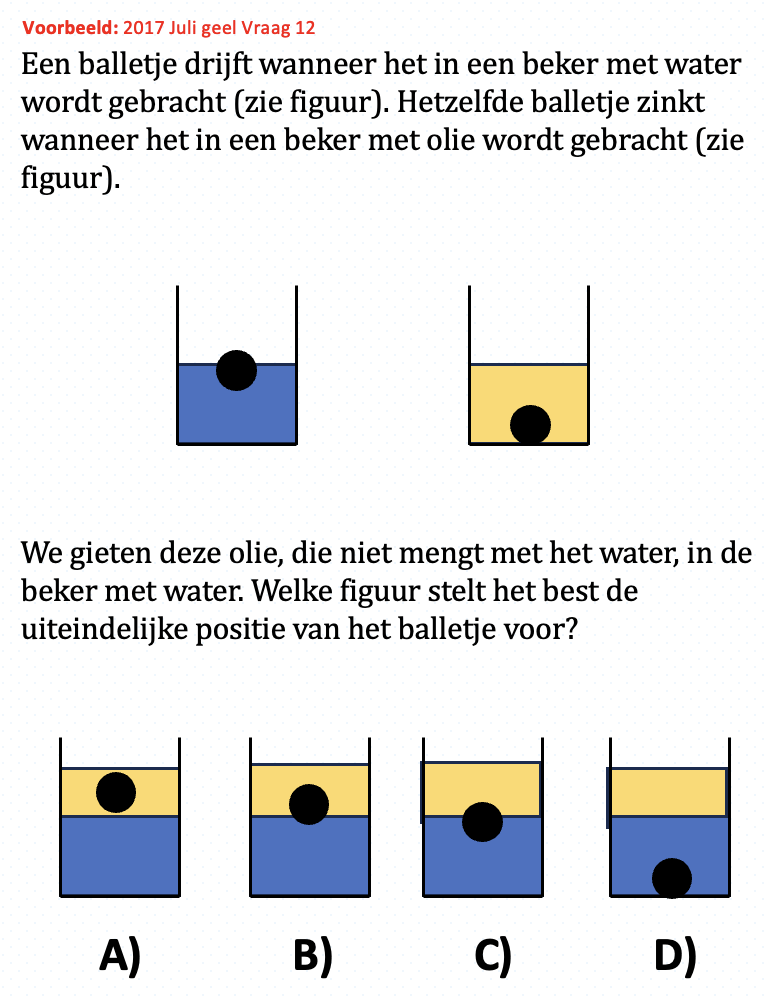 Voorbeeld: 2017 Juli geel Vraag 12
Een balletje drijft wanneer het in een beker met water
wordt gebracht (zie figuur). Hetzelfde balletje zinkt
wanneer het in een beker met olie wordt gebracht (zie
figuur).
We gieten deze olie, die niet mengt met het water, in de
beker met water. Welke figuur stelt het best de
uiteindelijke positie van het balletje voor?
A) B) C) D)